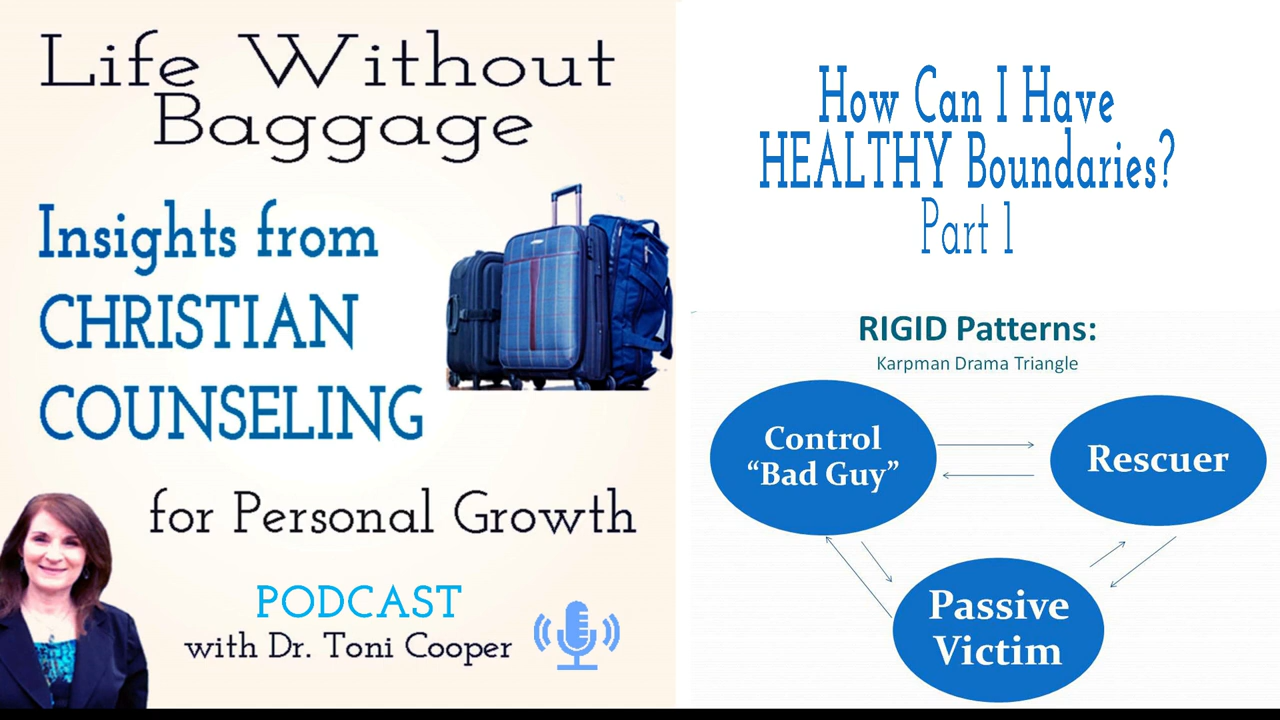 Life Without
Baggage
Insights from
CHRISTIAN
COUNSELING
for Personal Growth
PODCAST
with Dr. Toni Cooper
How Can I Have
HEALTHY Boundaries?
Part 1
RIGID Patterns:
Karpman Drama Triangle
Control
“Bad Guy”
Rescuer
Passive
Victim